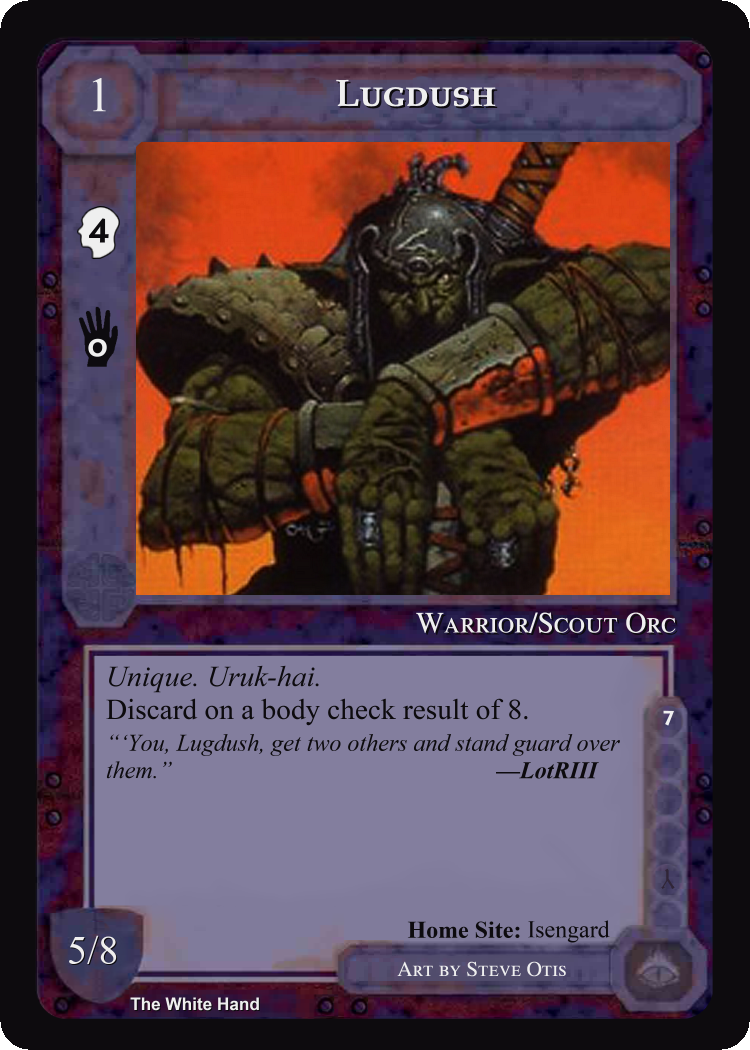 1
Lugdush
4
0
Warrior/Scout Orc
Unique. Uruk-hai.
Discard on a body check result of 8.
“‘You, Lugdush, get two others and stand guard over
them.” —LotRIII
7
Home Site: Isengard
5/8
Art by Steve Otis
The White Hand